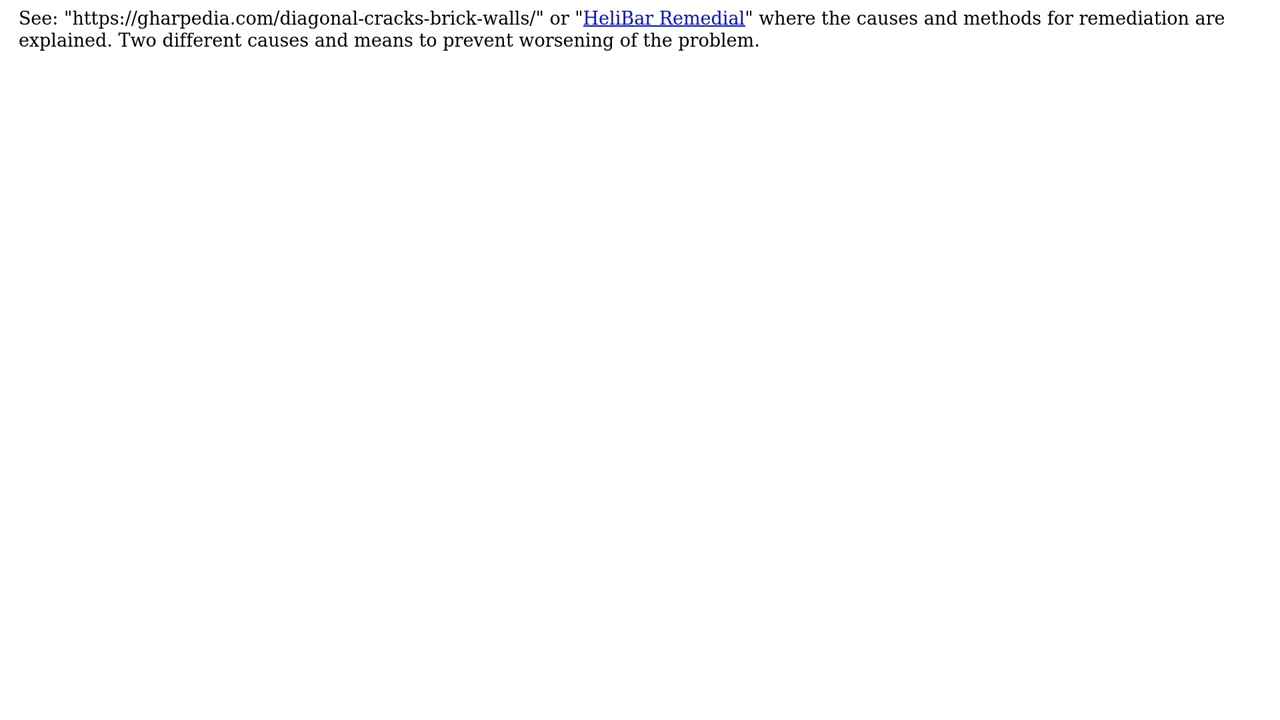 See: "https://gharpedia.com/diagonal-cracks-brick-walls/" or "HeliBar Remedial" where the causes and methods for remediation are
explained. Two different causes and means to prevent worsening of the problem.